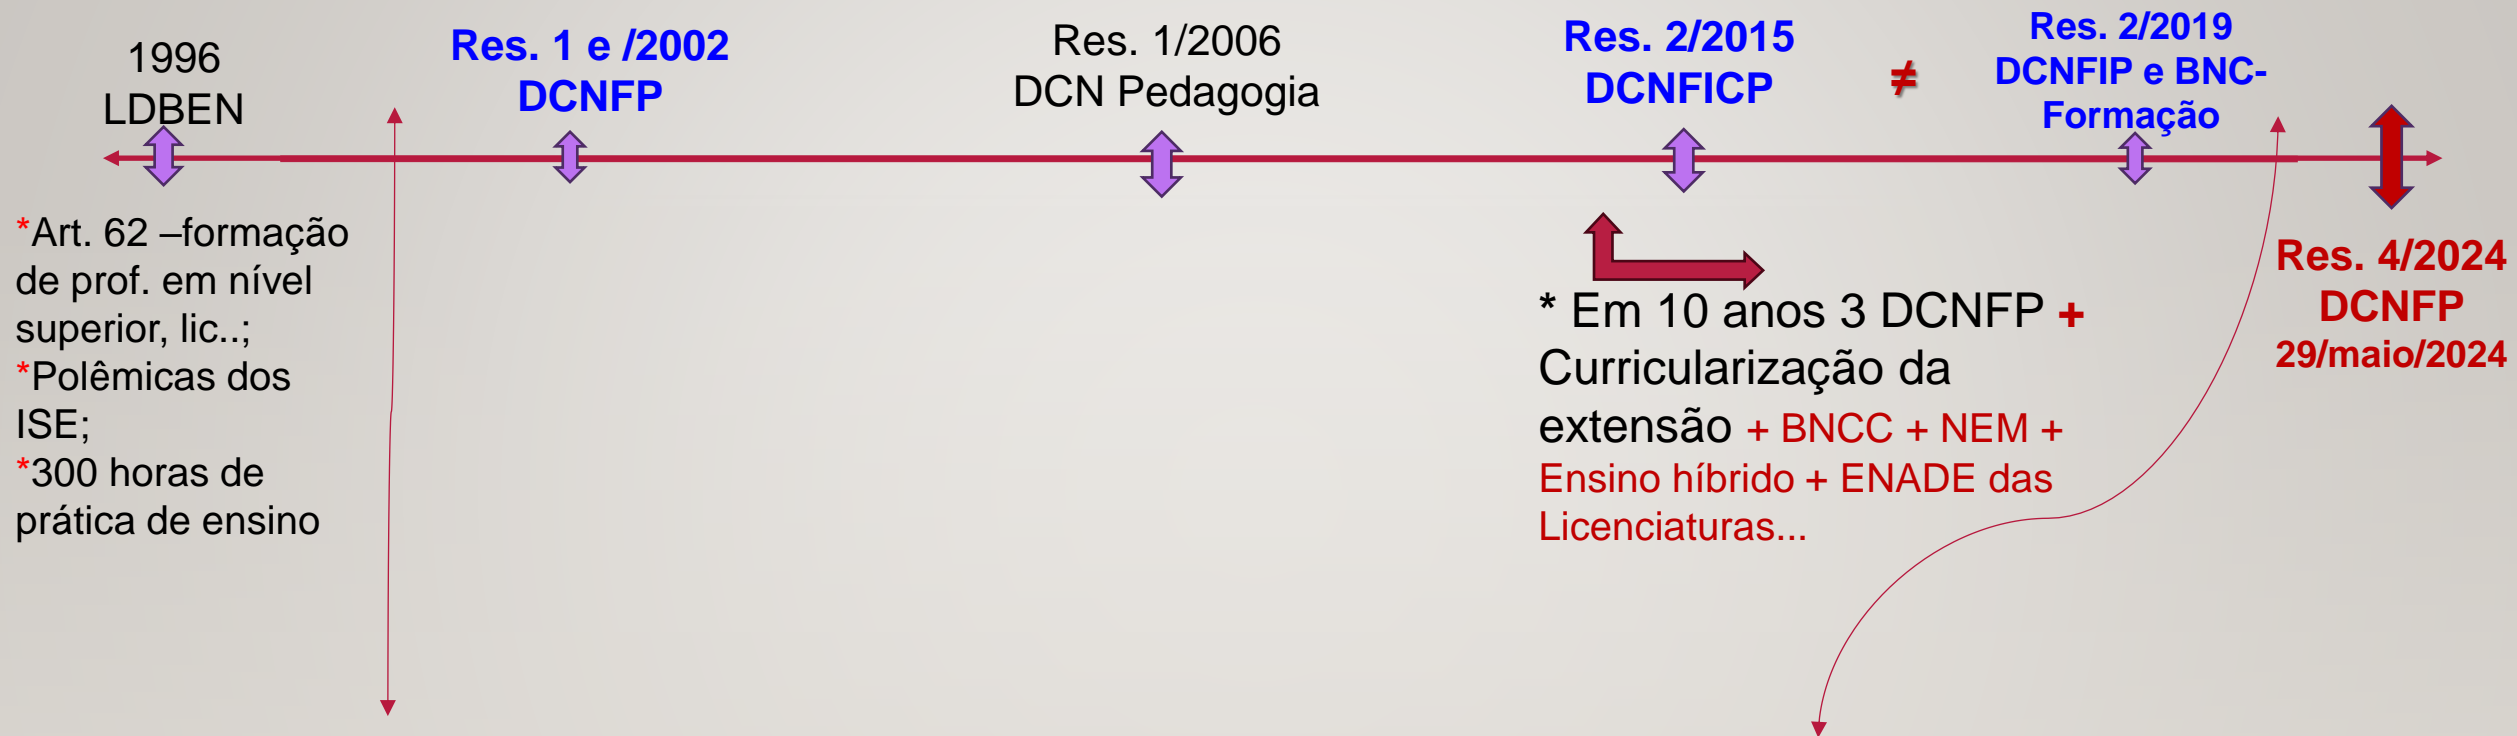 1996
LDBEN
Res. 1 e /2002
DCNFP
Res. 1/2006
DCN Pedagogia
Res. 2/2015
DCNFICP
≠
Res. 2/2019
DCNFIP e BNC-
Formação
*Art. 62 –formação
de prof. em nível
superior, lic..;
*Polêmicas dos
ISE;
*300 horas de
prática de ensino
* Em 10 anos 3 DCNFP +
Curricularização da
extensão + BNCC + NEM +
Ensino híbrido + ENADE das
Licenciaturas...
Res. 4/2024
DCNFP
29/maio/2024